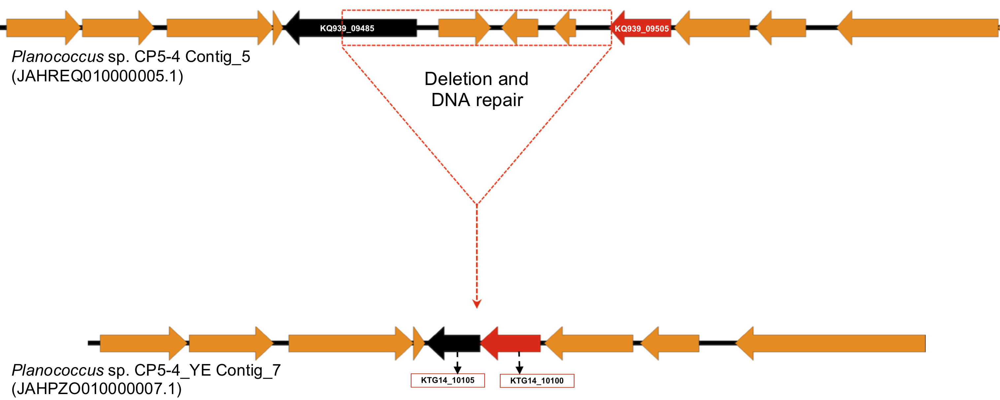 KQ939_09485
KQ939_09505
Planococcus sp. CP5-4 Contig_5
(JAHREQ010000005.1)
Deletion and
DNA repair
Planococcus sp. CP5-4_YE Contig_7
(JAHPZO010000007.1)
KTG14_10105
KTG14_10100